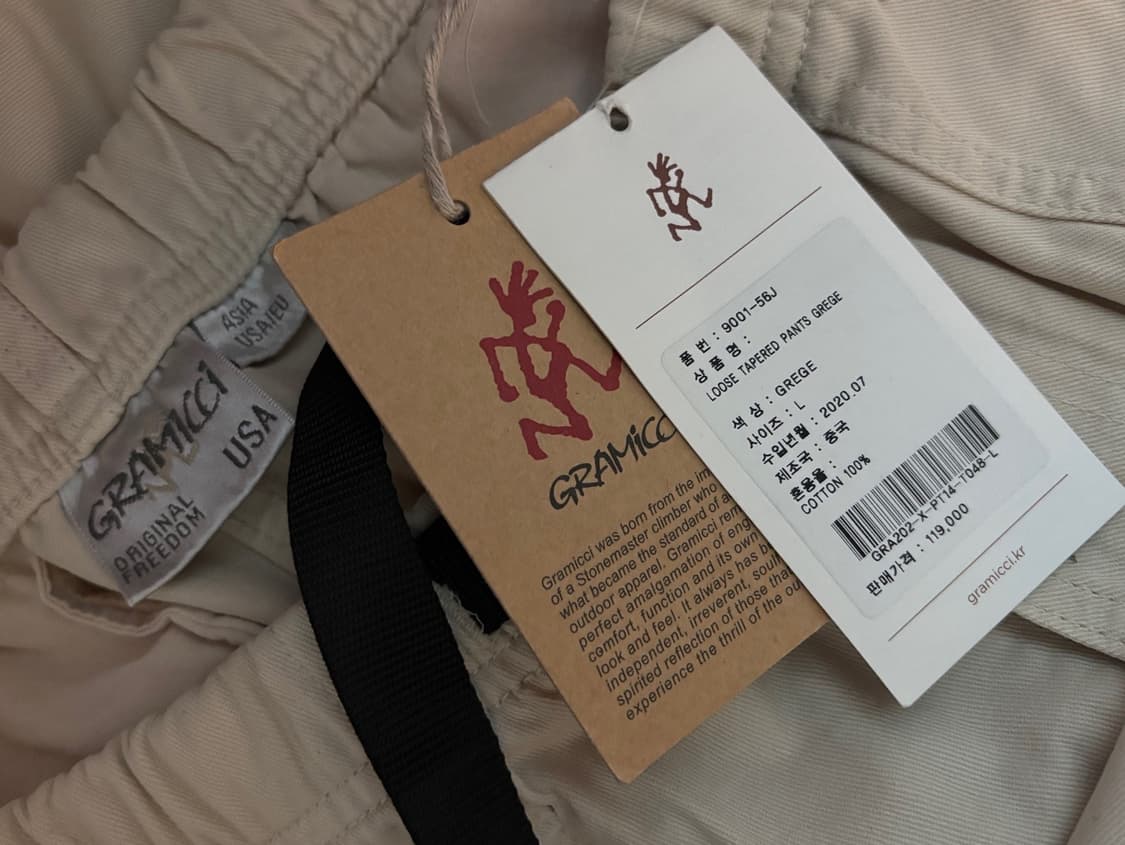 ASIA
USA/EU
GRAMiCCi
USA
ORIGINAL
FREEDOM
GRAMiCC
Gramicci was born from the im
of a Stonemaster climber who
what became the standard of a
outdoor apparel. Gramicci rem
perfect amalgamation of eng
comfort, function and its own
look and feel. It always has be
independent, irreverent, soulf
spirited reflection of those tha
experience the thrill of the ou
품 번 : 9001-56J
상 품 명 :
LOOSE TAPERED PANTS GREGE
색 상 : GREGE
사이즈 : L
수입년월 : 2020.07
제조국 : 중국
혼용율 :
COTTON 100%
GRA202-X-PT14-T048-L
판매가격 : 119,000
gramicci.kr